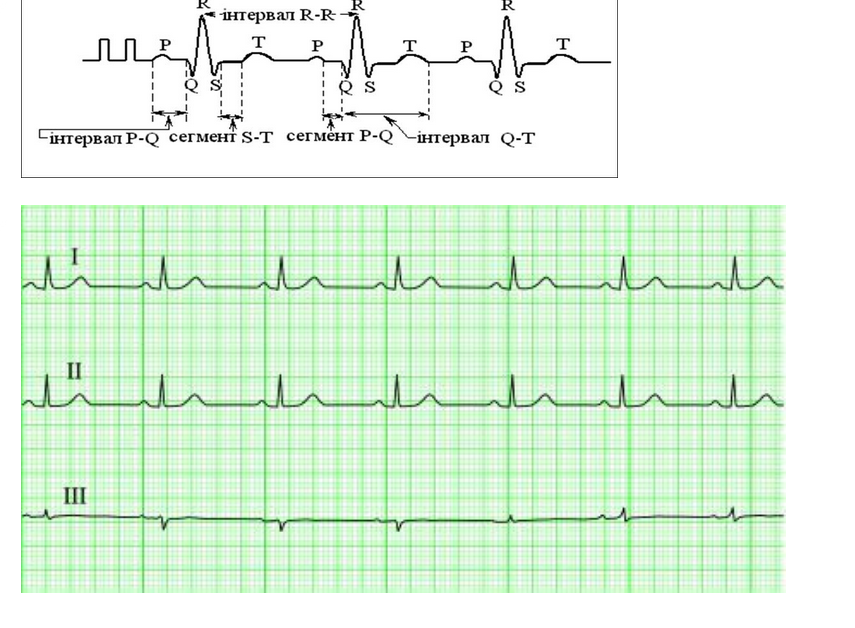 R R R
інтервал R-R
P T P T P T
Q S Q S Q S
інтервал P-Q сегмент S-T сегмент P-Q інтервал Q-T
I
II
III